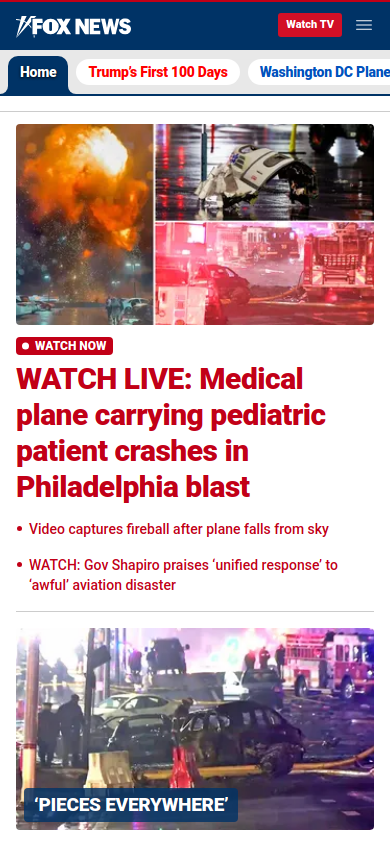 FOX NEWS
Watch TV
Home
Trump’s First 100 Days
Washington DC Plane
WATCH NOW
WATCH LIVE: Medical
plane carrying pediatric
patient crashes in
Philadelphia blast
Video captures fireball after plane falls from sky
WATCH: Gov Shapiro praises ‘unified response’ to
‘awful’ aviation disaster
‘PIECES EVERYWHERE’